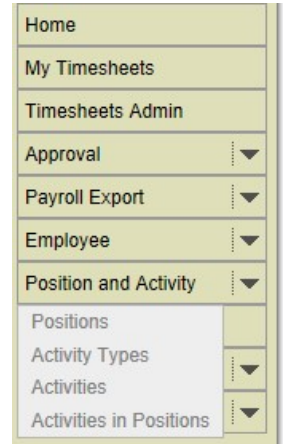 Home
My Timesheets
Timesheets Admin
Approval
Payroll Export
Employee
Position and Activity
Positions
Activity Types
Activities
Activities in Positions